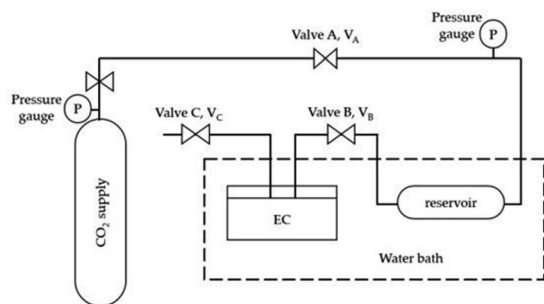 Pressure
gauge
P
Valve A, V_A
Pressure
gauge
P
Valve C, V_C
Valve B, V_B
CO₂ supply
EC
reservoir
Water bath